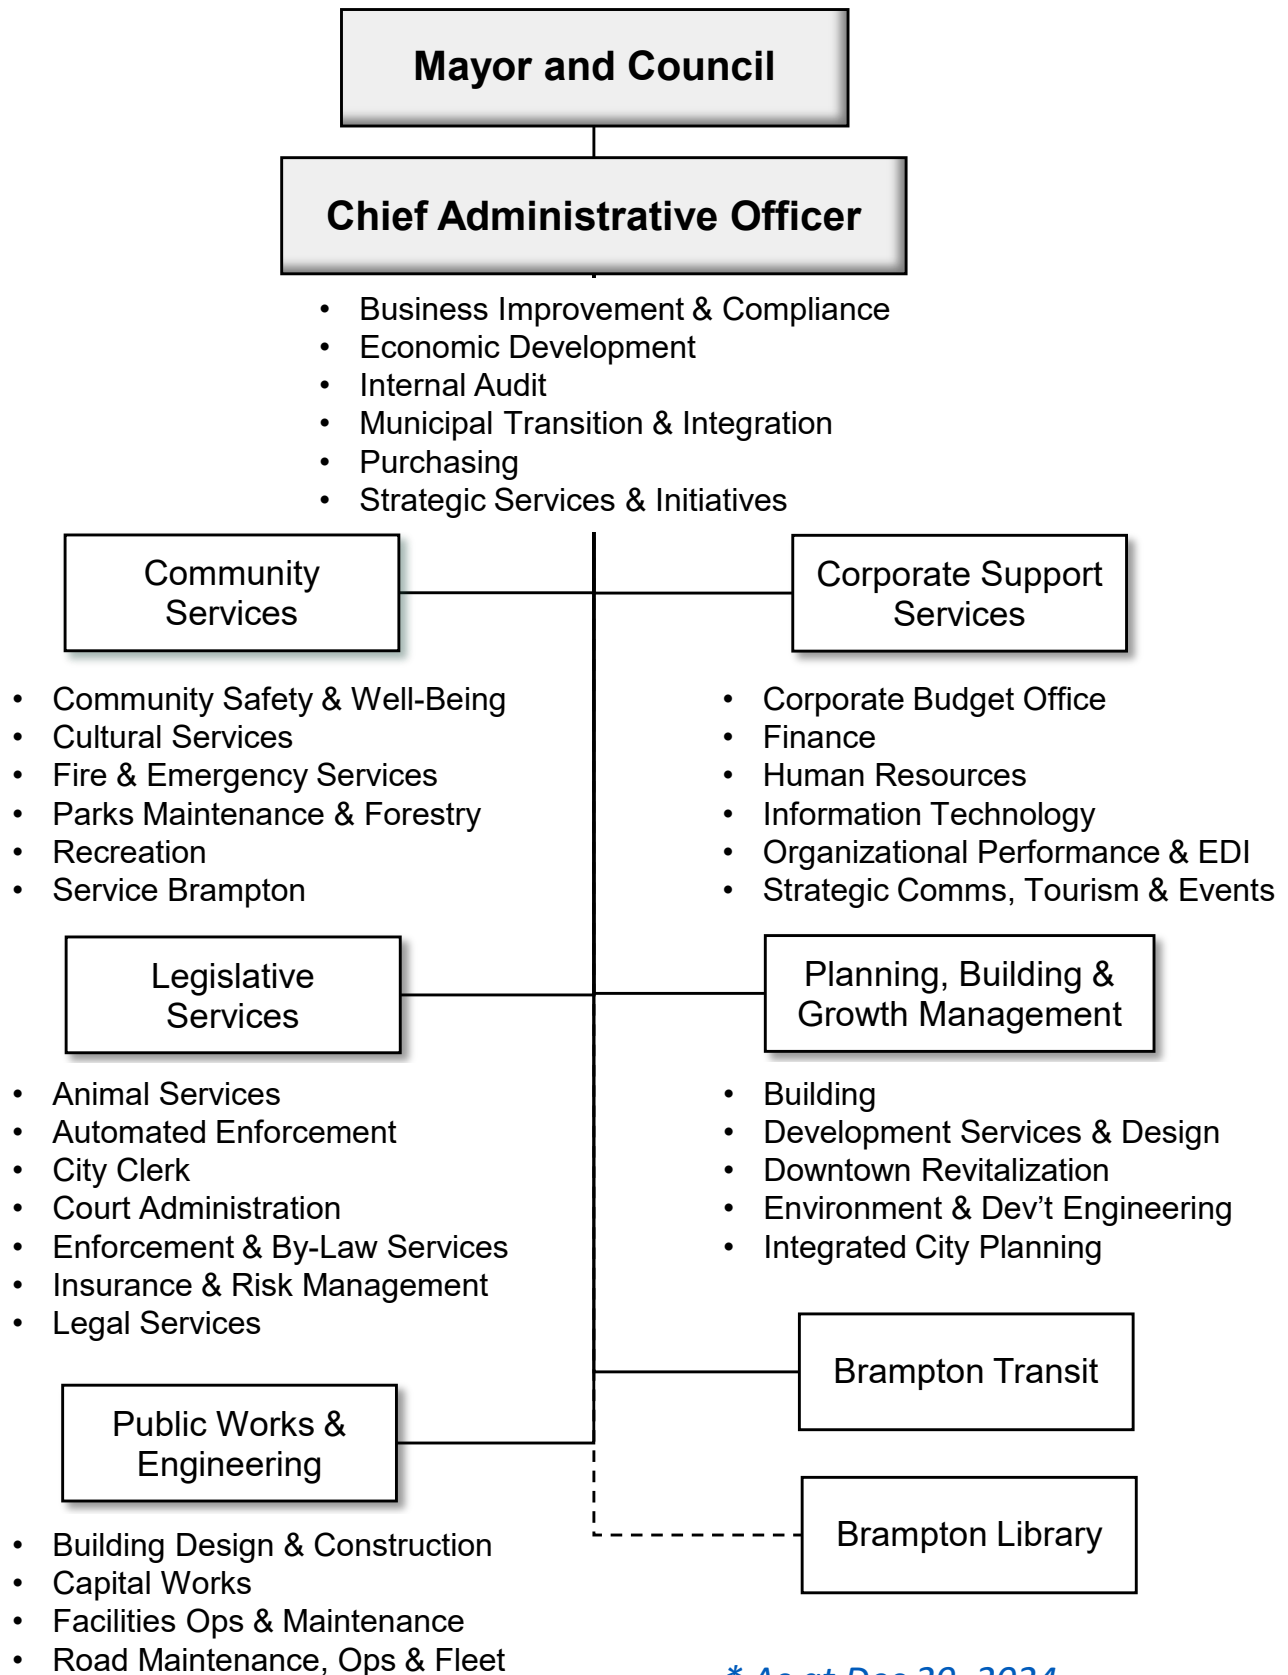 Mayor and Council
Chief Administrative Officer
• Business Improvement & Compliance
• Economic Development
• Internal Audit
• Municipal Transition & Integration
• Purchasing
• Strategic Services & Initiatives
Community
Services
• Community Safety & Well-Being
• Cultural Services
• Fire & Emergency Services
• Parks Maintenance & Forestry
• Recreation
• Service Brampton
Corporate Support
Services
• Corporate Budget Office
• Finance
• Human Resources
• Information Technology
• Organizational Performance & EDI
• Strategic Comms, Tourism & Events
Legislative
Services
• Animal Services
• Automated Enforcement
• City Clerk
• Court Administration
• Enforcement & By-Law Services
• Insurance & Risk Management
• Legal Services
Planning, Building &
Growth Management
• Building
• Development Services & Design
• Downtown Revitalization
• Environment & Dev’t Engineering
• Integrated City Planning
Public Works &
Engineering
• Building Design & Construction
• Capital Works
• Facilities Ops & Maintenance
• Road Maintenance, Ops & Fleet
Brampton Transit
Brampton Library
* As at Dec 20, 2024